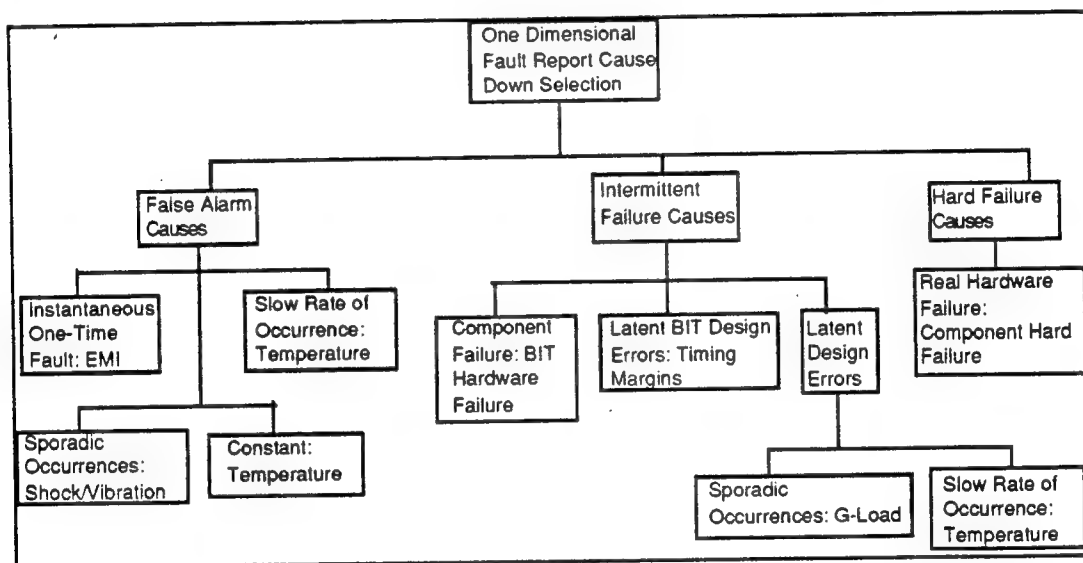 One Dimensional
Fault Report Cause
Down Selection
False Alarm
Causes
Intermittent
Failure Causes
Hard Failure
Causes
Instantaneous
One-Time
Fault: EMI
Slow Rate of
Occurrence:
Temperature
Component
Failure: BIT
Hardware
Failure
Latent BIT Design
Errors: Timing
Margins
Latent
Design
Errors
Real Hardware
Failure:
Component Hard
Failure
Sporadic
Occurrences:
Shock/Vibration
Constant:
Temperature
Sporadic
Occurrences: G-Load
Slow Rate of
Occurrence:
Temperature